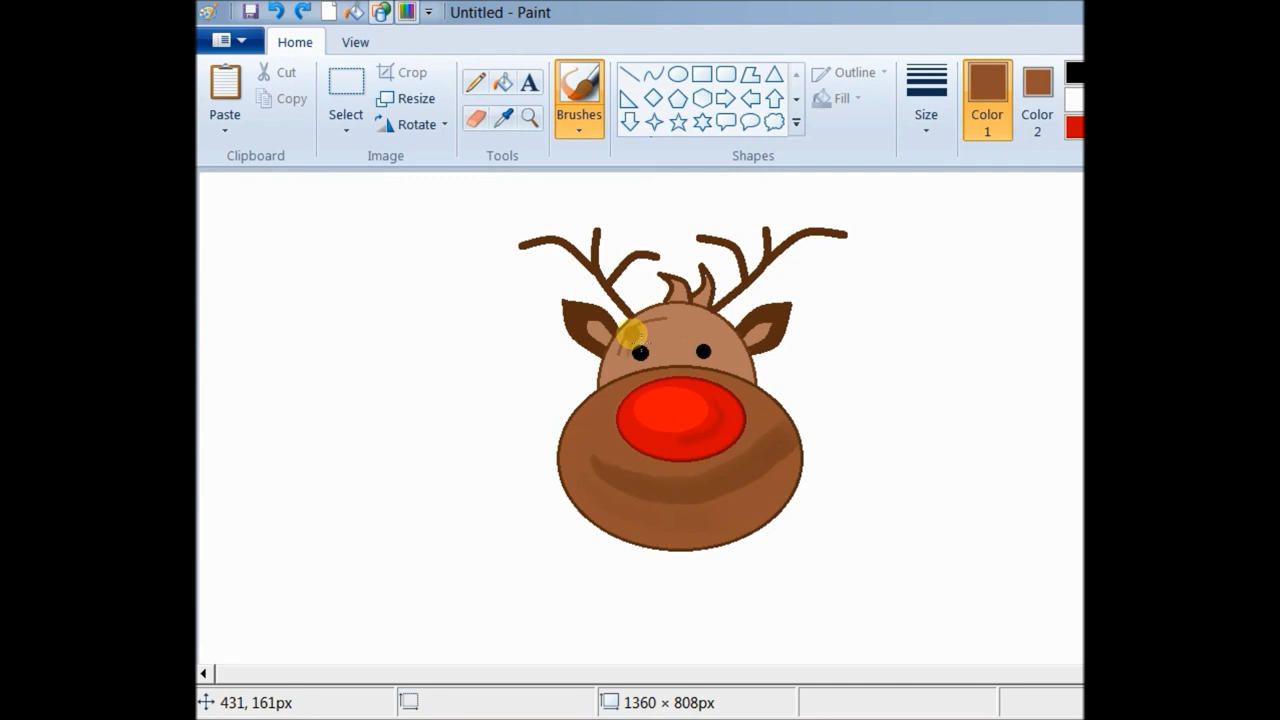 Untitled - Paint
Home View
Paste
Cut
Copy
Clipboard
Select
Crop
Resize
Rotate
Image
A
Tools
Brushes
Shapes
Outline
Fill
Size
Color 1
Color 2
431, 161px
1360 × 808px